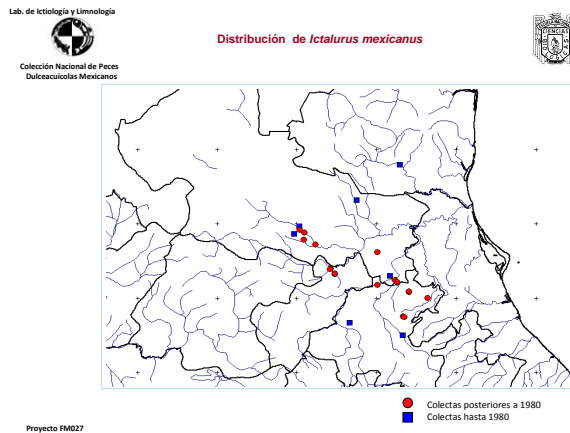 Lab. de Ictiología y Limnología
Distribución de Ictalurus mexicanus
CIENCIAS
Colección Nacional de Peces
Dulceacuícolas Mexicanos
Colectas posteriores a 1980
Colectas hasta 1980
Proyecto FM027